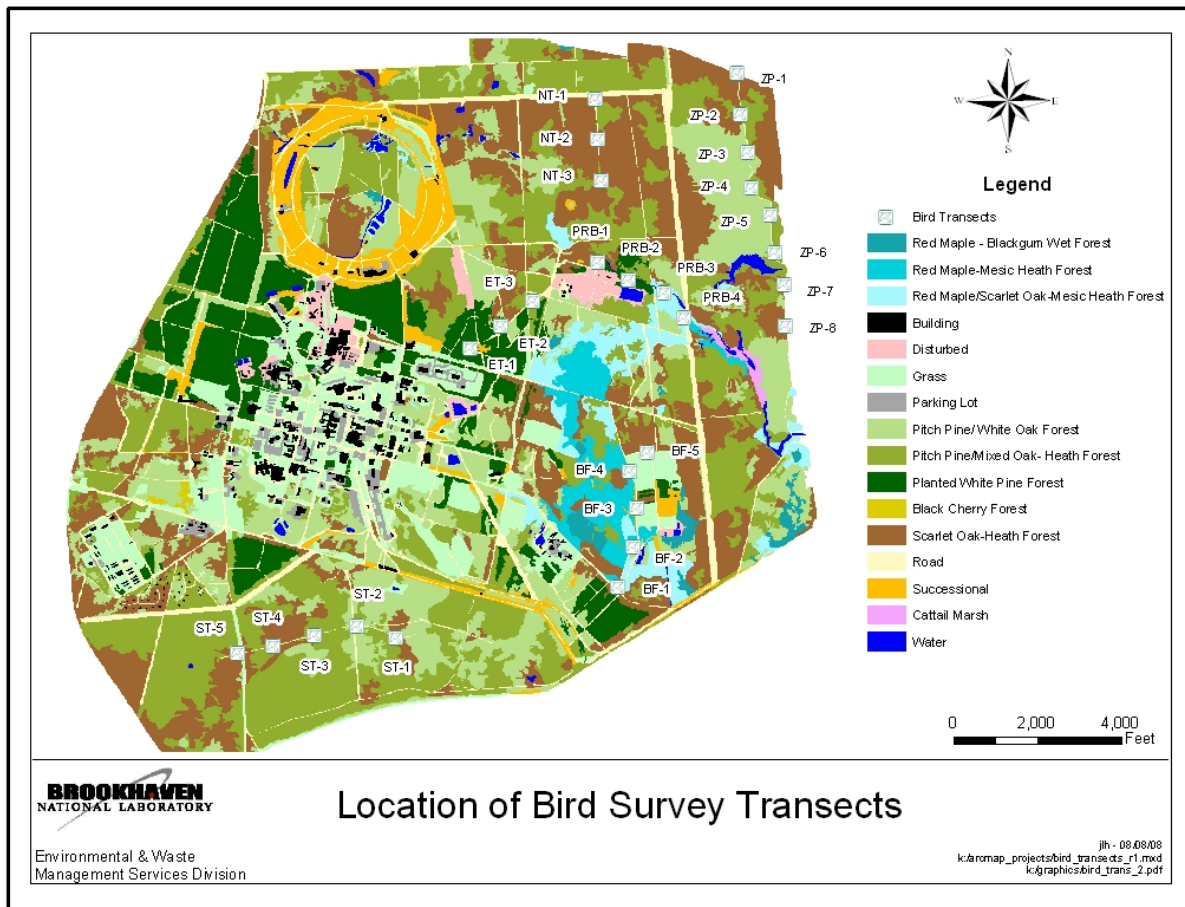 N
W E
S
ZP-1
NT-1
ZP-2
NT-2
ZP-3
NT-3
ZP-4
ZP-5
PRB-1
PRB-2
ZP-6
PRB-3
ET-3
ZP-7
PRB-4
ZP-8
ET-2
ET-1
BF-5
BF-4
BF-3
BF-2
BF-1
ST-2
ST-4
ST-5
ST-3
ST-1
Legend
Bird Transects
Red Maple - Blackgum Wet Forest
Red Maple-Mesic Heath Forest
Red Maple/Scarlet Oak-Mesic Heath Forest
Building
Disturbed
Grass
Parking Lot
Pitch Pine/ White Oak Forest
Pitch Pine/Mixed Oak- Heath Forest
Planted White Pine Forest
Black Cherry Forest
Scarlet Oak-Heath Forest
Road
Successional
Cattail Marsh
Water
0 2,000 4,000
Feet
BROOKHAVEN
NATIONAL LABORATORY
Location of Bird Survey Transects
Environmental & Waste
Management Services Division
jlh - 08/08/08
k:/arcmap_projects/bird_transects_r1.mxd
k:/graphics/bird_trans_2.pdf